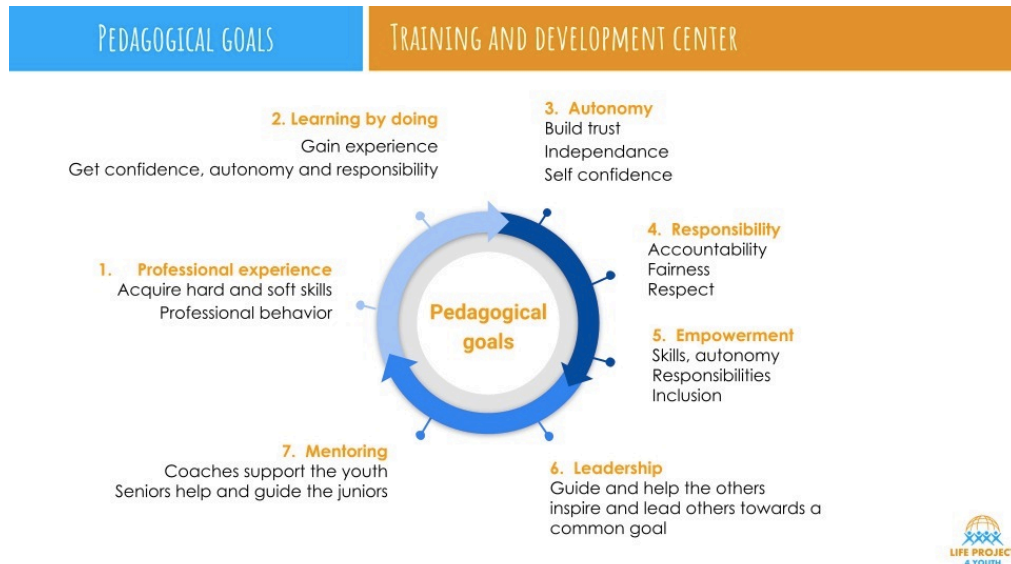 PEDAGOGICAL GOALS
TRAINING AND DEVELOPMENT CENTER
1. Professional experience
Acquire hard and soft skills
Professional behavior
2. Learning by doing
Gain experience
Get confidence, autonomy and responsibility
3. Autonomy
Build trust
Independance
Self confidence
4. Responsibility
Accountability
Fairness
Respect
5. Empowerment
Skills, autonomy
Responsibilities
Inclusion
6. Leadership
Guide and help the others
inspire and lead others towards a
common goal
7. Mentoring
Coaches support the youth
Seniors help and guide the juniors
Pedagogical
goals
LIFE PROJECT
4 YOUTH